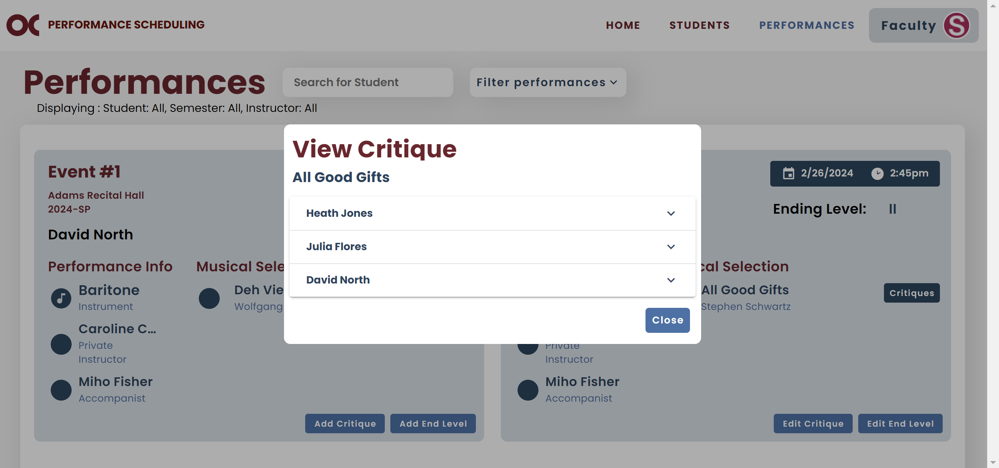 OC PERFORMANCE SCHEDULING
HOME STUDENTS PERFORMANCES Faculty S
Performances
Search for Student
Filter performances
Displaying : Student: All, Semester: All, Instructor: All
View Critique
All Good Gifts
Heath Jones
Julia Flores
David North
Close
Event #1
Adams Recital Hall
2024-SP
David North
Performance Info
Baritone
Instrument
Caroline C...
Private
Instructor
Miho Fisher
Accompanist
Musical Sele
Deh Vie
Wolfgang
Add Critique Add End Level
2/26/2024 2:45pm
Ending Level: II
cal Selection
All Good Gifts
Stephen Schwartz
Critiques
Private
Instructor
Miho Fisher
Accompanist
Edit Critique Edit End Level